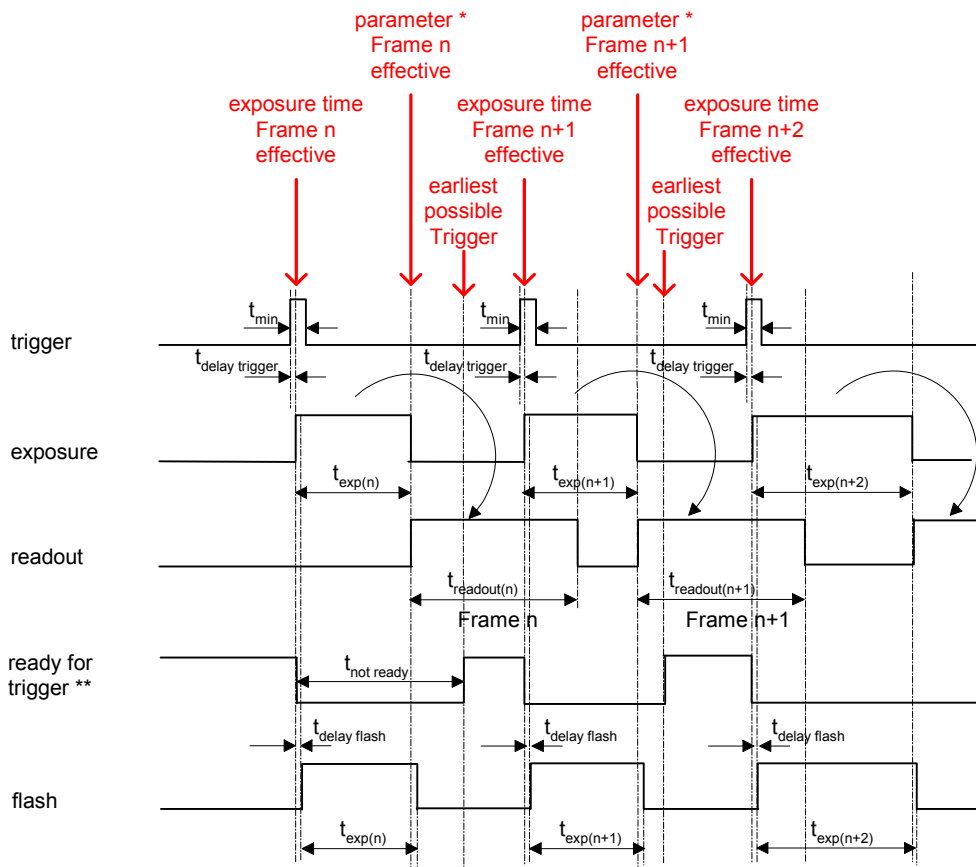 parameter *
Frame n
effective
parameter *
Frame n+1
effective
exposure time
Frame n
effective
exposure time
Frame n+1
effective
exposure time
Frame n+2
effective
earliest
possible
Trigger
earliest
possible
Trigger
trigger
tmin
tmin
tmin
tdelay trigger
tdelay trigger
tdelay trigger
exposure
texp(n)
texp(n+1)
texp(n+2)
readout
treadout(n)
treadout(n+1)
Frame n
Frame n+1
ready for
trigger **
tnot ready
tdelay flash
tdelay flash
tdelay flash
flash
texp(n)
texp(n+1)
texp(n+2)